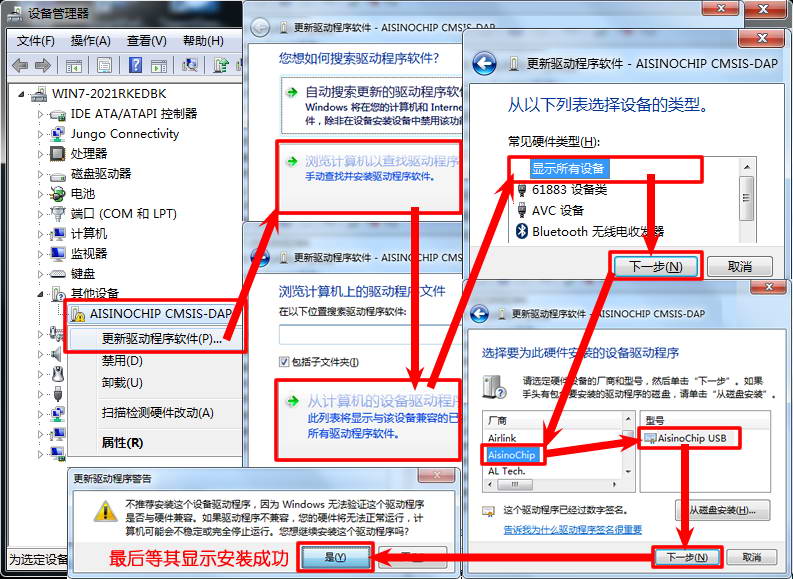 设备管理器
文件(F) 操作(A) 查看(V) 帮助(H)
WIN7-2021RKEDBK
IDE ATA/ATAPI 控制器
Jungo Connectivity
处理器
磁盘驱动器
电池
端口 (COM 和 LPT)
计算机
监视器
键盘
其他设备
AISINOCHIP CMSIS-DAP
更新驱动程序软件(P)...
禁用(D)
卸载(U)
扫描检测硬件改动(A)
属性(R)
为选定设备
更新驱动程序软件 - AISINOCHIP CMSIS-DAP
您想如何搜索驱动程序软件?
自动搜索更新的驱动程序软
Windows 将在您的计算机和 Interne
件，除非在设备安装设备中禁用该功
浏览计算机以查找驱动程序
手动查找并安装驱动程序软件。
更新驱动程序软件 - AISINOCHIP CMS
浏览计算机上的驱动程序文件
在以下位置搜索驱动程序软件:
包括子文件夹(I)
从计算机的设备驱动程
此列表将显示与该设备兼容的已
所有驱动程序软件。
更新驱动程序软件 - AISINOCHIP CMSIS-DAP
从以下列表选择设备的类型。
常见硬件类型(H):
显示所有设备
61883 设备类
AVC 设备
Bluetooth 无线电收发器
下一步(N) 取消
更新驱动程序软件 - AISINOCHIP CMSIS-DAP
选择要为此硬件安装的设备驱动程序
请选定硬件设备的厂商和型号，然后单击“下一步”。如果
手头有包含要安装的驱动程序的磁盘，请单击“从磁盘安装”。
厂商 型号
Airlink
AisinoChip
AL Tech.
AisinoChip USB
这个驱动程序已经过数字签名。
告诉我为什么驱动程序签名很重要
从磁盘安装(H)...
下一步(N) 取消
更新驱动程序警告
不推荐安装这个设备驱动程序，因为 Windows 无法验证这个驱动程序
是否与硬件兼容。如果驱动程序不兼容，您的硬件将无法正常运行，计
算机可能会不稳定或完全停止运行。您想继续安装这个驱动程序吗?
最后等其显示安装成功
是(Y)